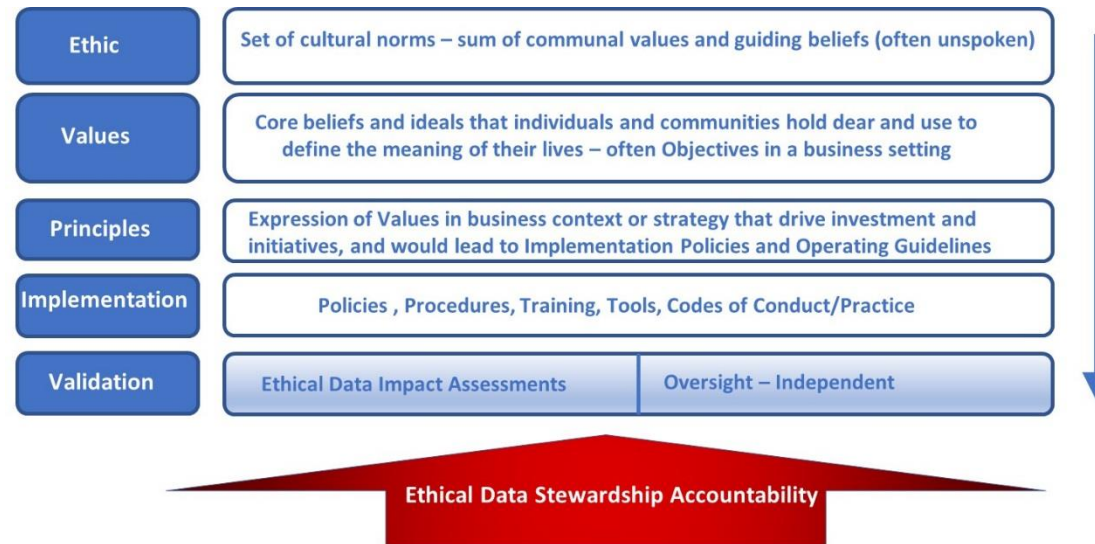 Ethic
Set of cultural norms – sum of communal values and guiding beliefs (often unspoken)
Values
Core beliefs and ideals that individuals and communities hold dear and use to
define the meaning of their lives – often Objectives in a business setting
Principles
Expression of Values in business context or strategy that drive investment and
initiatives, and would lead to Implementation Policies and Operating Guidelines
Implementation
Policies , Procedures, Training, Tools, Codes of Conduct/Practice
Validation
Ethical Data Impact Assessments
Oversight – Independent
Ethical Data Stewardship Accountability